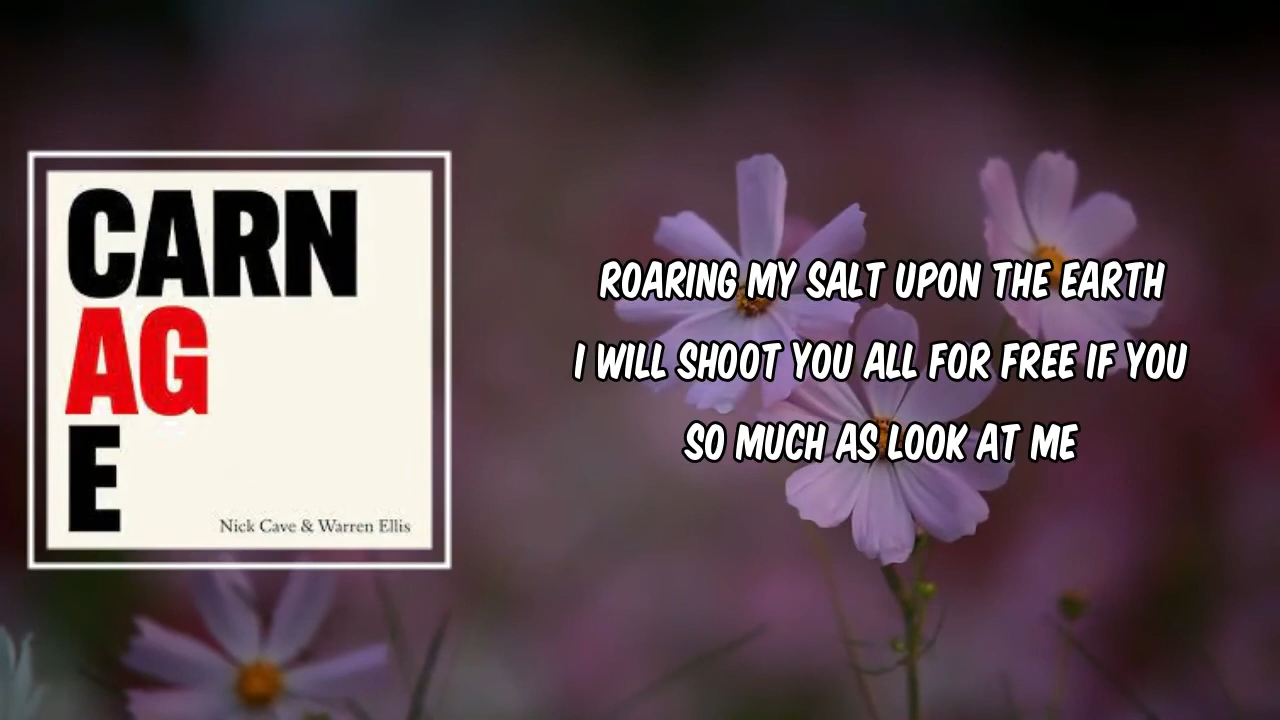 CARN
AG
E
Nick Cave & Warren Ellis
ROARING MY SALT UPON THE EARTH
I WILL SHOOT YOU ALL FOR FREE IF YOU
SO MUCH AS LOOK AT ME